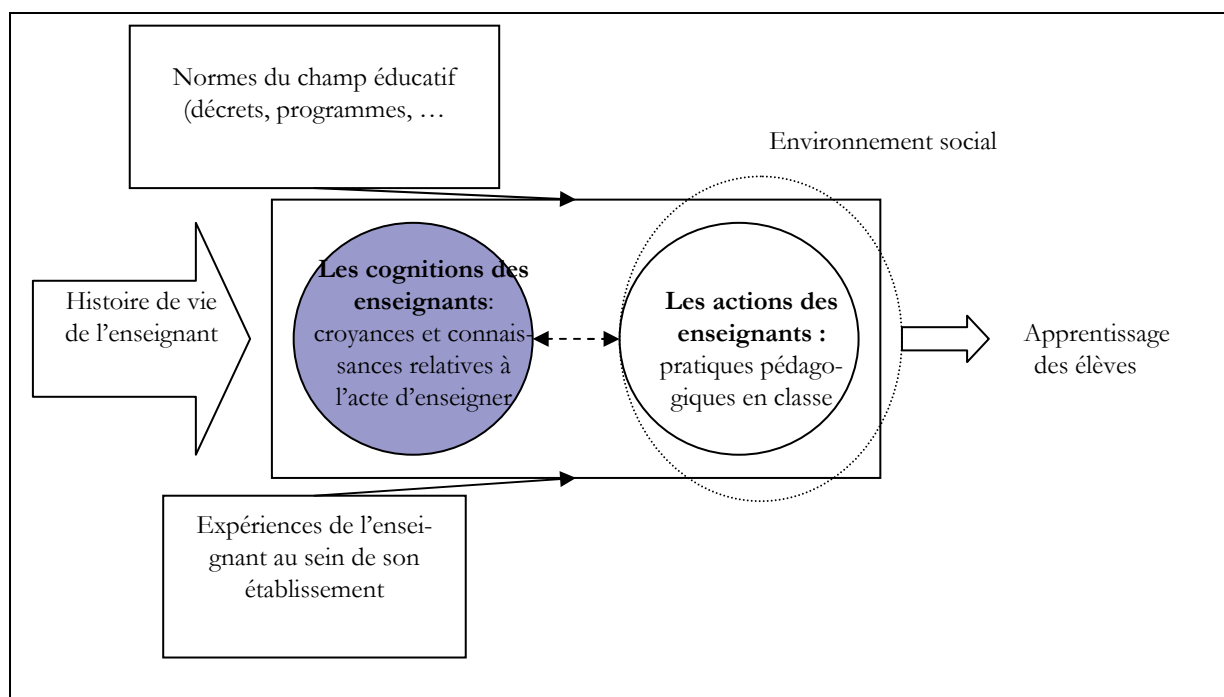 Normes du champ éducatif
(décrets, programmes, …
Environnement social
Histoire de vie
de l’enseignant
Les cognitions des
enseignants:
croyances et connais-
sances relatives à
l’acte d’enseigner
Les actions des
enseignants :
pratiques pédago-
giques en classe
Apprentissage
des élèves
Expériences de l’ensei-
gnant au sein de son
établissement